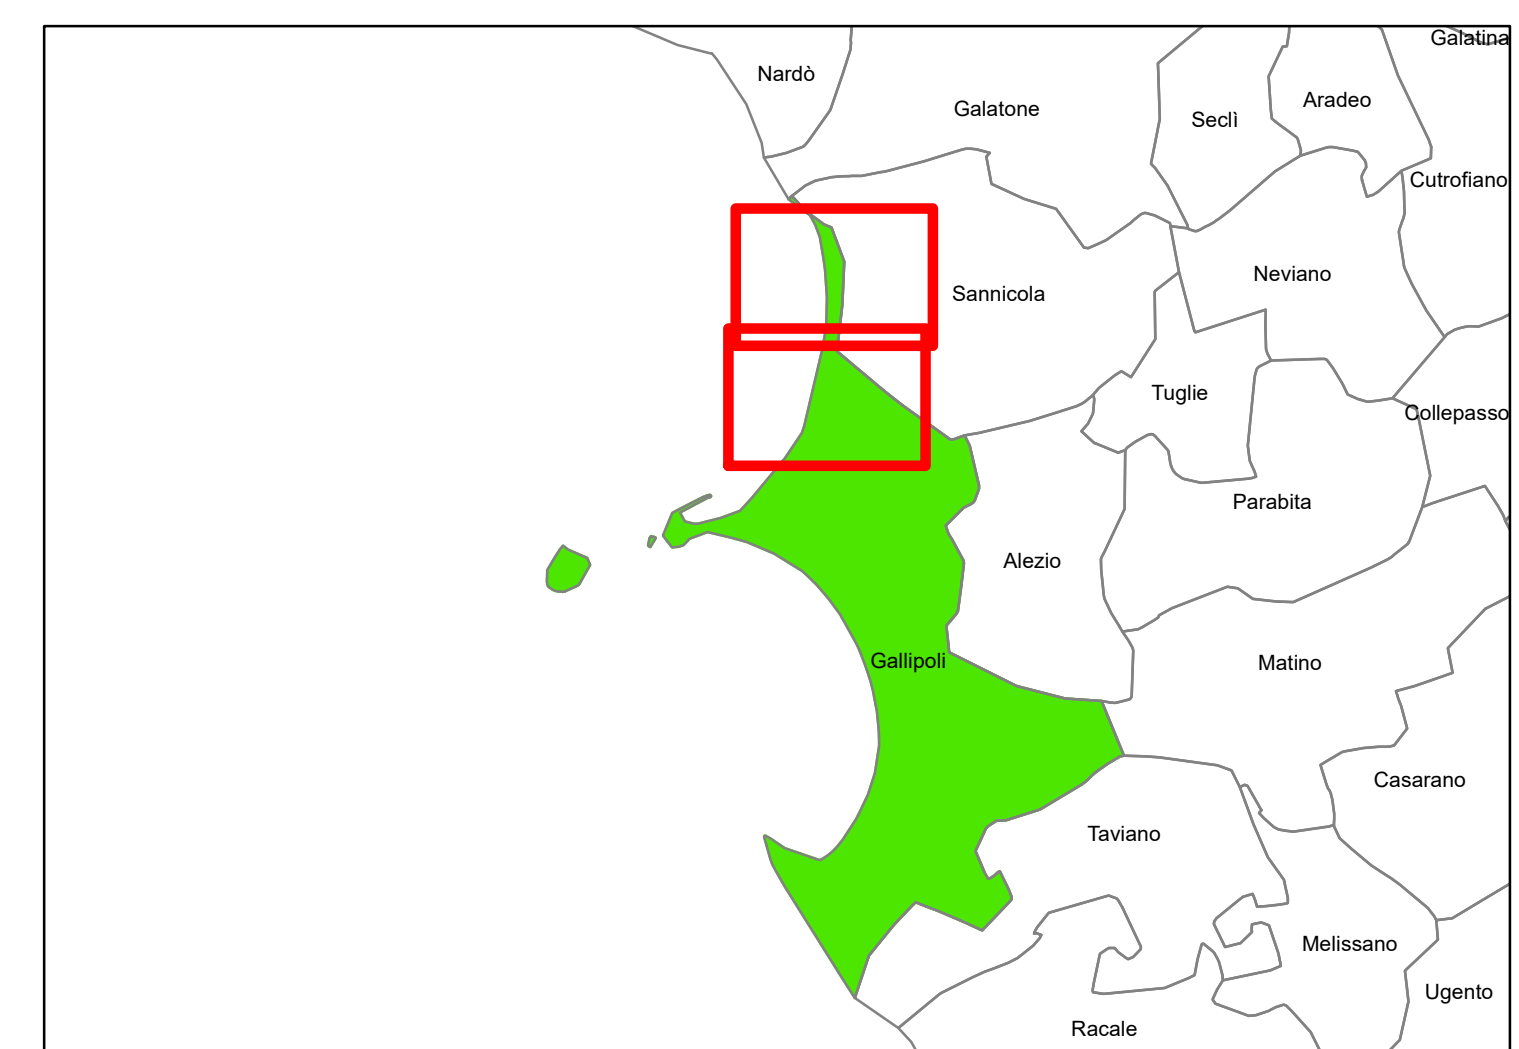 Galatina
Nardò
Aradeo
Galatone
Seclì
Cutrofiano
Neviano
Sannicola
Tuglie
Collepasso
Parabita
Alezio
Gallipoli
Matino
Casarano
Taviano
Melissano
Ugento
Racale